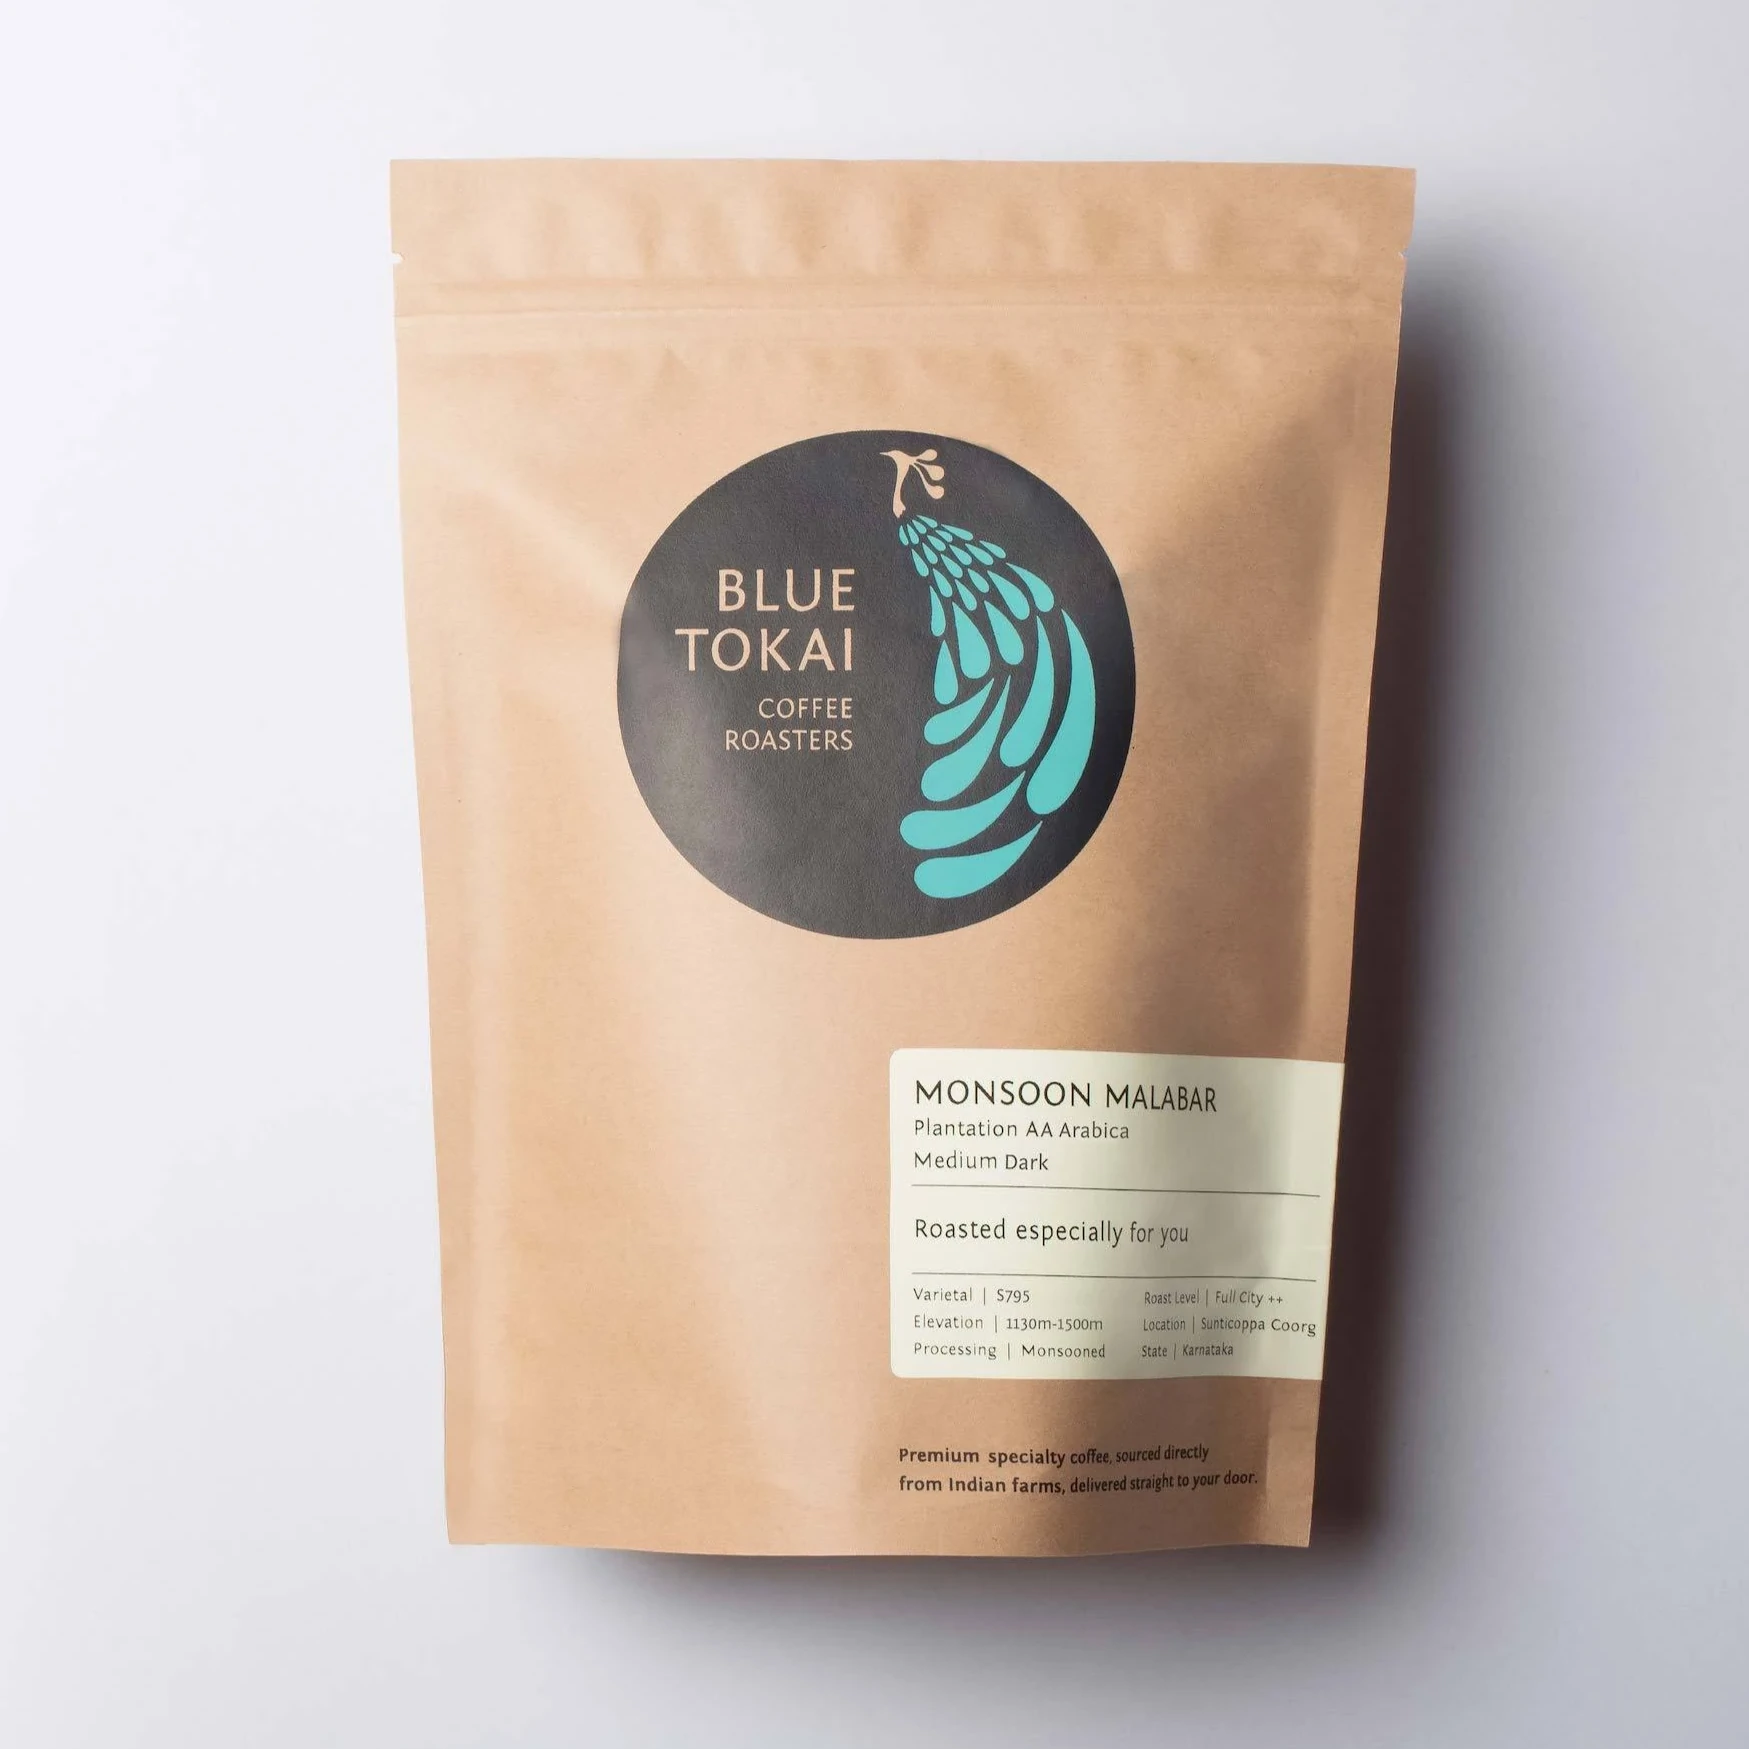 BLUE
TOKAI
COFFEE
ROASTERS
MONSOON MALABAR
Plantation AA Arabica
Medium Dark
Roasted especially for you
Varietal | S795
Elevation | 1130m-1500m
Processing | Monsooned
Roast Level | Full City ++
Location | Sunticoppa Coorg
State | Karnataka
Premium specialty coffee, sourced directly
from Indian farms, delivered straight to your door.